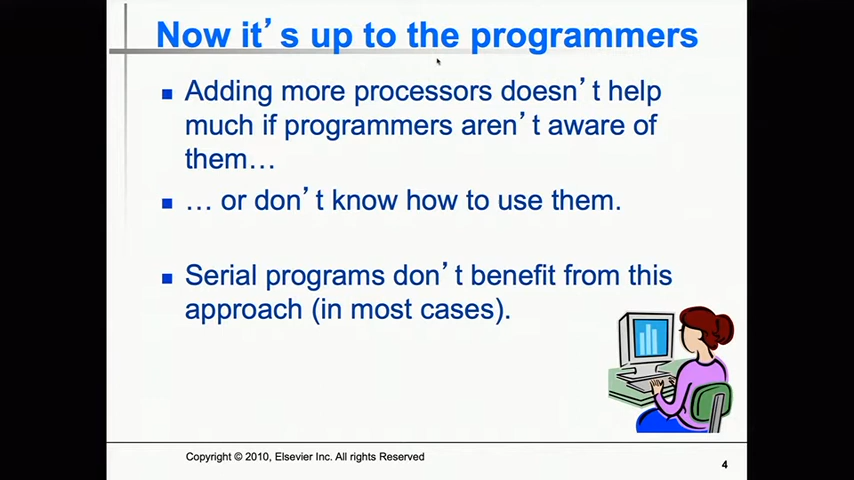 Now it’s up to the programmers
Adding more processors doesn’t help
much if programmers aren’t aware of
them…
… or don’t know how to use them.
Serial programs don’t benefit from this
approach (in most cases).
Copyright © 2010, Elsevier Inc. All rights Reserved
4